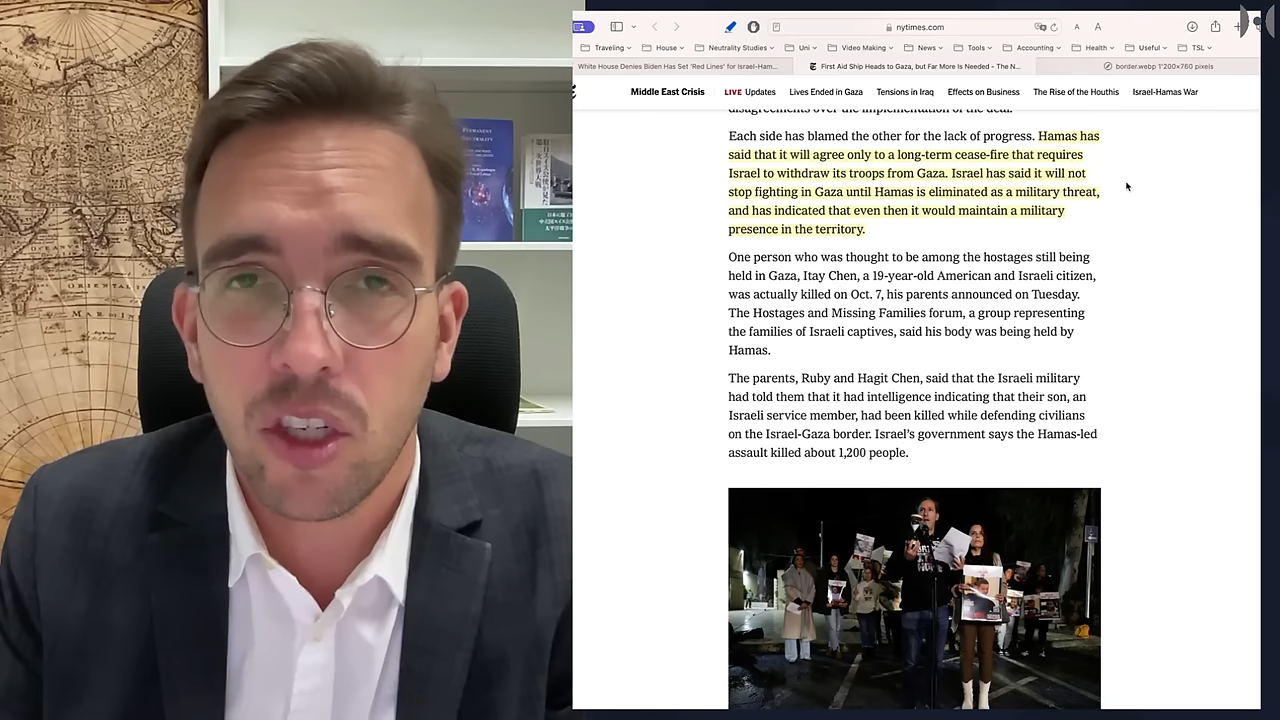 nytimes.com
A A
Traveling House Neutrality Studies Uni Video Making News Tools Accounting Health Useful TSL
White House Denies Biden Has Set 'Red Lines' for Israel-Ham... First Aid Ship Heads to Gaza, but Far More Is Needed - The N... border.webp 1'200×760 pixels
Middle East Crisis LIVE Updates Lives Ended in Gaza Tensions in Iraq Effects on Business The Rise of the Houthis Israel-Hamas War
disagreements over the implementation of the deal.
Each side has blamed the other for the lack of progress. Hamas has
said that it will agree only to a long-term cease-fire that requires
Israel to withdraw its troops from Gaza. Israel has said it will not
stop fighting in Gaza until Hamas is eliminated as a military threat,
and has indicated that even then it would maintain a military
presence in the territory.
One person who was thought to be among the hostages still being
held in Gaza, Itay Chen, a 19-year-old American and Israeli citizen,
was actually killed on Oct. 7, his parents announced on Tuesday.
The Hostages and Missing Families forum, a group representing
the families of Israeli captives, said his body was being held by
Hamas.
The parents, Ruby and Hagit Chen, said that the Israeli military
had told them that it had intelligence indicating that their son, an
Israeli service member, had been killed while defending civilians
on the Israel-Gaza border. Israel's government says the Hamas-led
assault killed about 1,200 people.
PERMANENT
NEUTRALITY
ORIENTAL